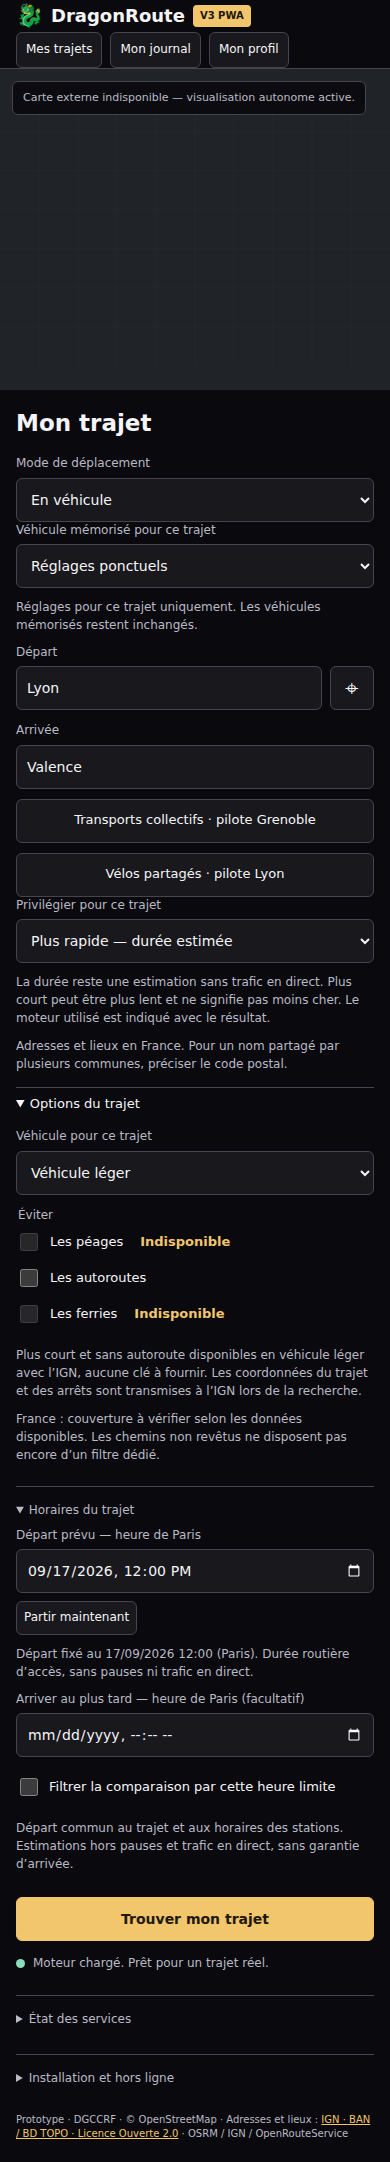 DragonRoute V3 PWA
Mes trajets Mon journal Mon profil
Carte externe indisponible — visualisation autonome active.
Mon trajet
Mode de déplacement
En véhicule
Véhicule mémorisé pour ce trajet
Réglages ponctuels
Réglages pour ce trajet uniquement. Les véhicules
mémorisés restent inchangés.
Départ
Lyon
Arrivée
Valence
Transports collectifs · pilote Grenoble
Vélos partagés · pilote Lyon
Privilégier pour ce trajet
Plus rapide — durée estimée
La durée reste une estimation sans trafic en direct. Plus
court peut être plus lent et ne signifie pas moins cher. Le
moteur utilisé est indiqué avec le résultat.
Adresses et lieux en France. Pour un nom partagé par
plusieurs communes, préciser le code postal.
Options du trajet
Véhicule pour ce trajet
Véhicule léger
Éviter
Les péages Indisponible
Les autoroutes
Les ferries Indisponible
Plus court et sans autoroute disponibles en véhicule léger
avec l’IGN, aucune clé à fournir. Les coordonnées du trajet
et des arrêts sont transmises à l’IGN lors de la recherche.
France : couverture à vérifier selon les données
disponibles. Les chemins non revêtus ne disposent pas
encore d’un filtre dédié.
Horaires du trajet
Départ prévu — heure de Paris
09/17/2026, 12:00 PM
Partir maintenant
Départ fixé au 17/09/2026 12:00 (Paris). Durée routière
d’accès, sans pauses ni trafic en direct.
Arriver au plus tard — heure de Paris (facultatif)
mm/dd/yyyy, --:-- --
Filtrer la comparaison par cette heure limite
Départ commun au trajet et aux horaires des stations.
Estimations hors pauses et trafic en direct, sans garantie
d’arrivée.
Trouver mon trajet
Moteur chargé. Prêt pour un trajet réel.
État des services
Installation et hors ligne
Prototype · DGCCRF · © OpenStreetMap · Adresses et lieux : IGN · BAN
/ BD TOPO · Licence Ouverte 2.0 · OSRM / IGN / OpenRouteService